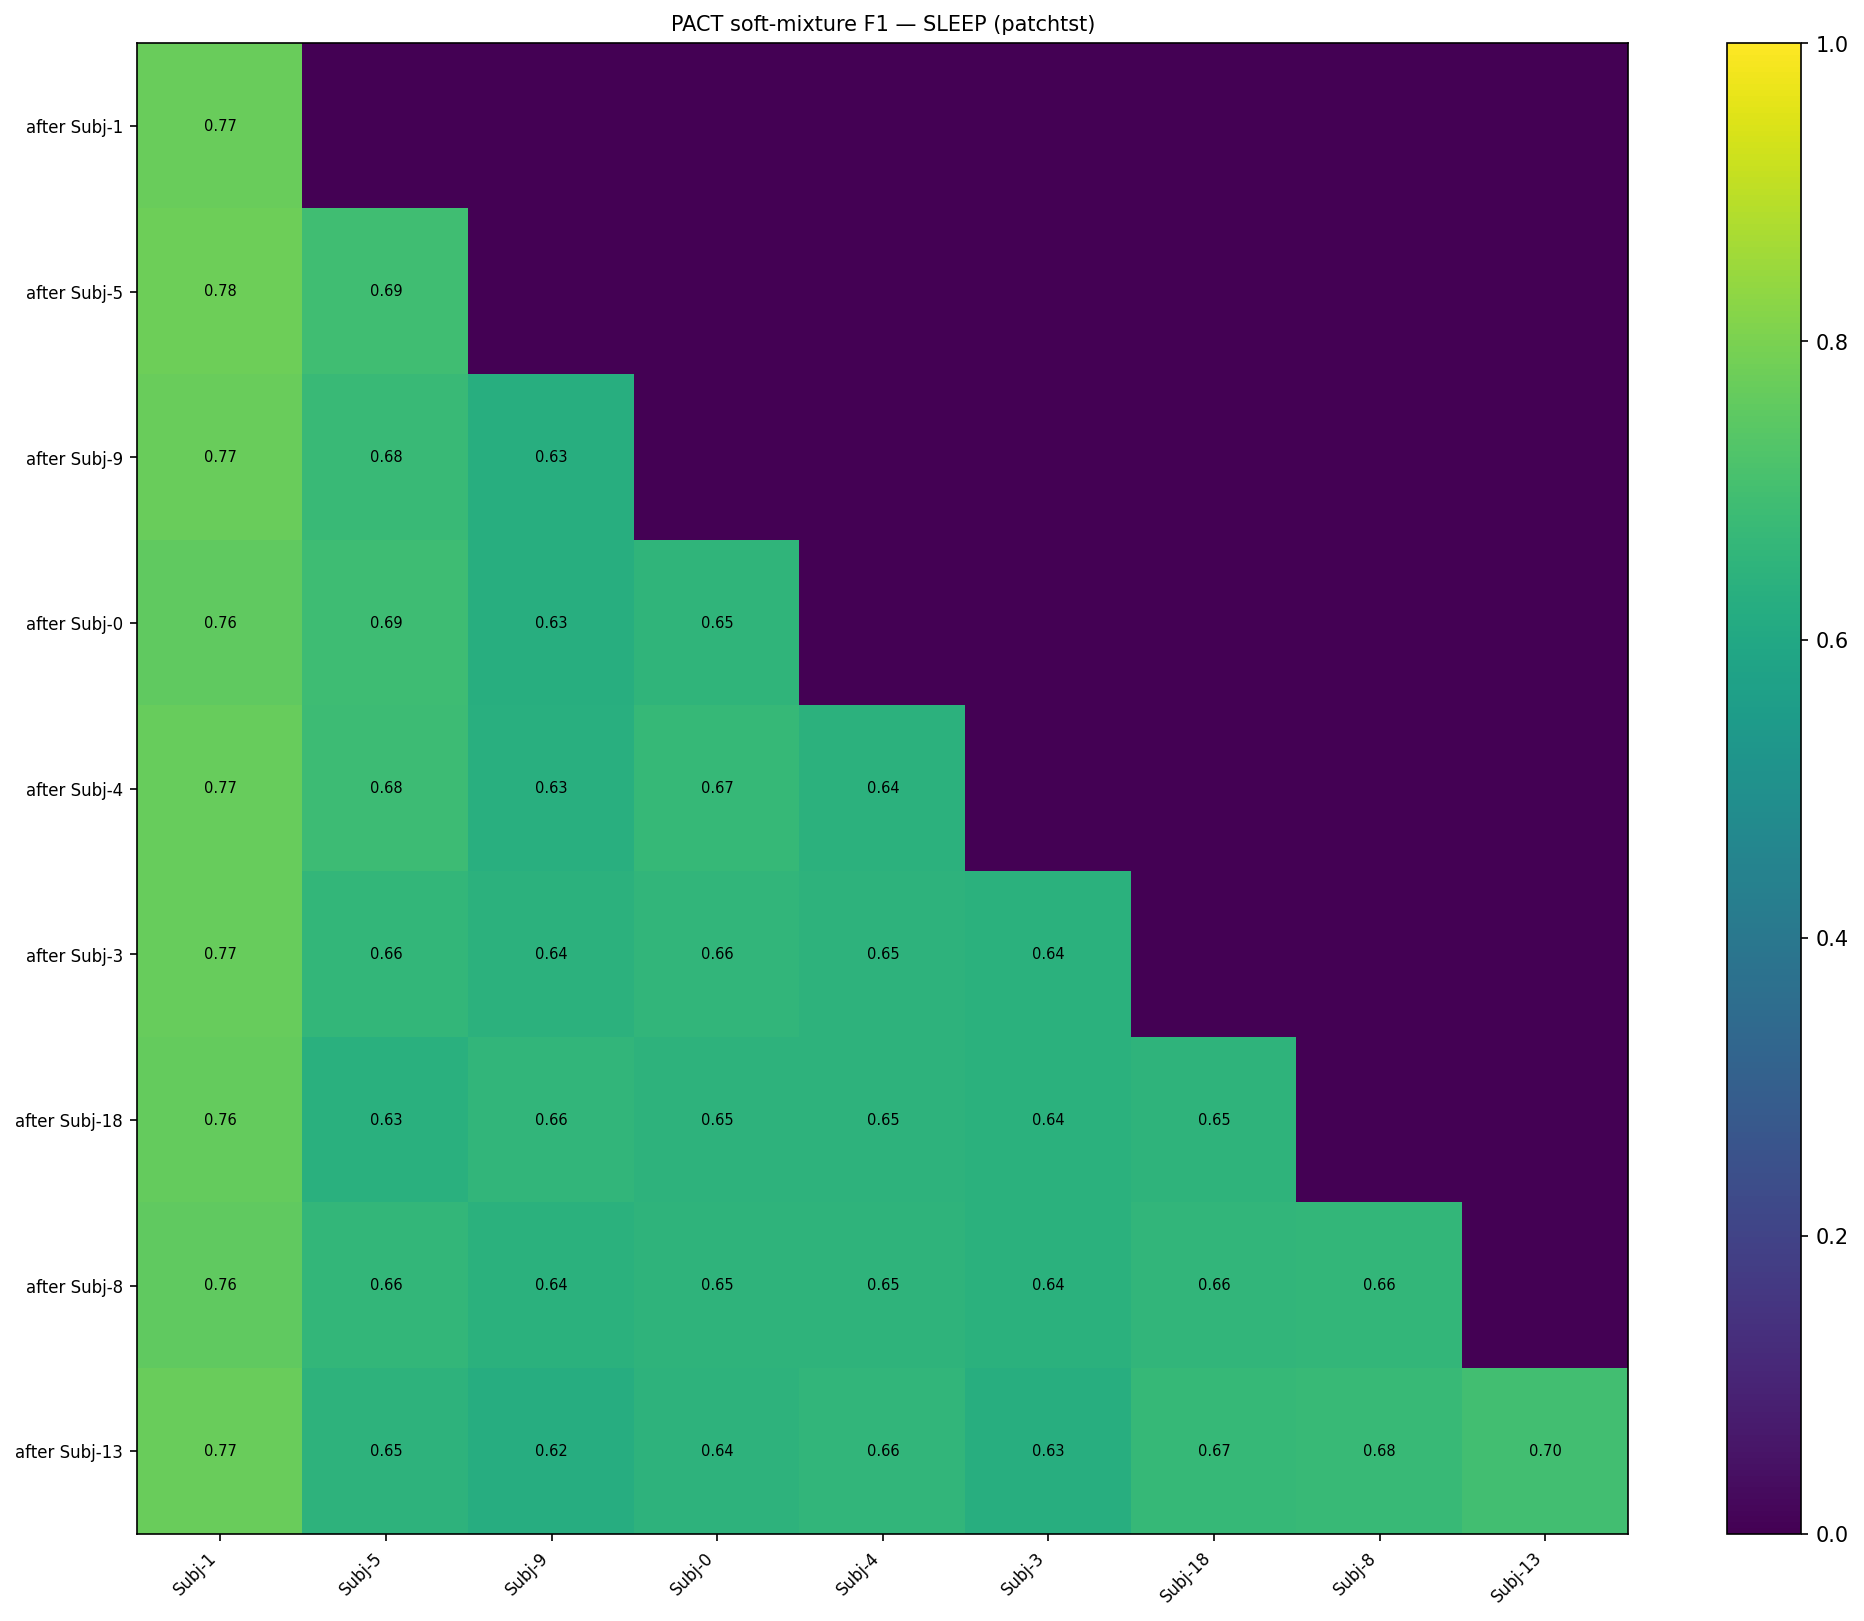 PACT soft-mixture F1 — SLEEP (patchtst)
1.0
after Subj-1 0.77
after Subj-5 0.78 0.69
0.8
after Subj-9 0.77 0.68 0.63
after Subj-0 0.76 0.69 0.63 0.65
0.6
after Subj-4 0.77 0.68 0.63 0.67 0.64
0.4
after Subj-3 0.77 0.66 0.64 0.66 0.65 0.64
after Subj-18 0.76 0.63 0.66 0.65 0.65 0.64 0.65
0.2
after Subj-8 0.76 0.66 0.64 0.65 0.65 0.64 0.66 0.66
after Subj-13 0.77 0.65 0.62 0.64 0.66 0.63 0.67 0.68 0.70
0.0
Subj-1 Subj-5 Subj-9 Subj-0 Subj-4 Subj-3 Subj-18 Subj-8 Subj-13